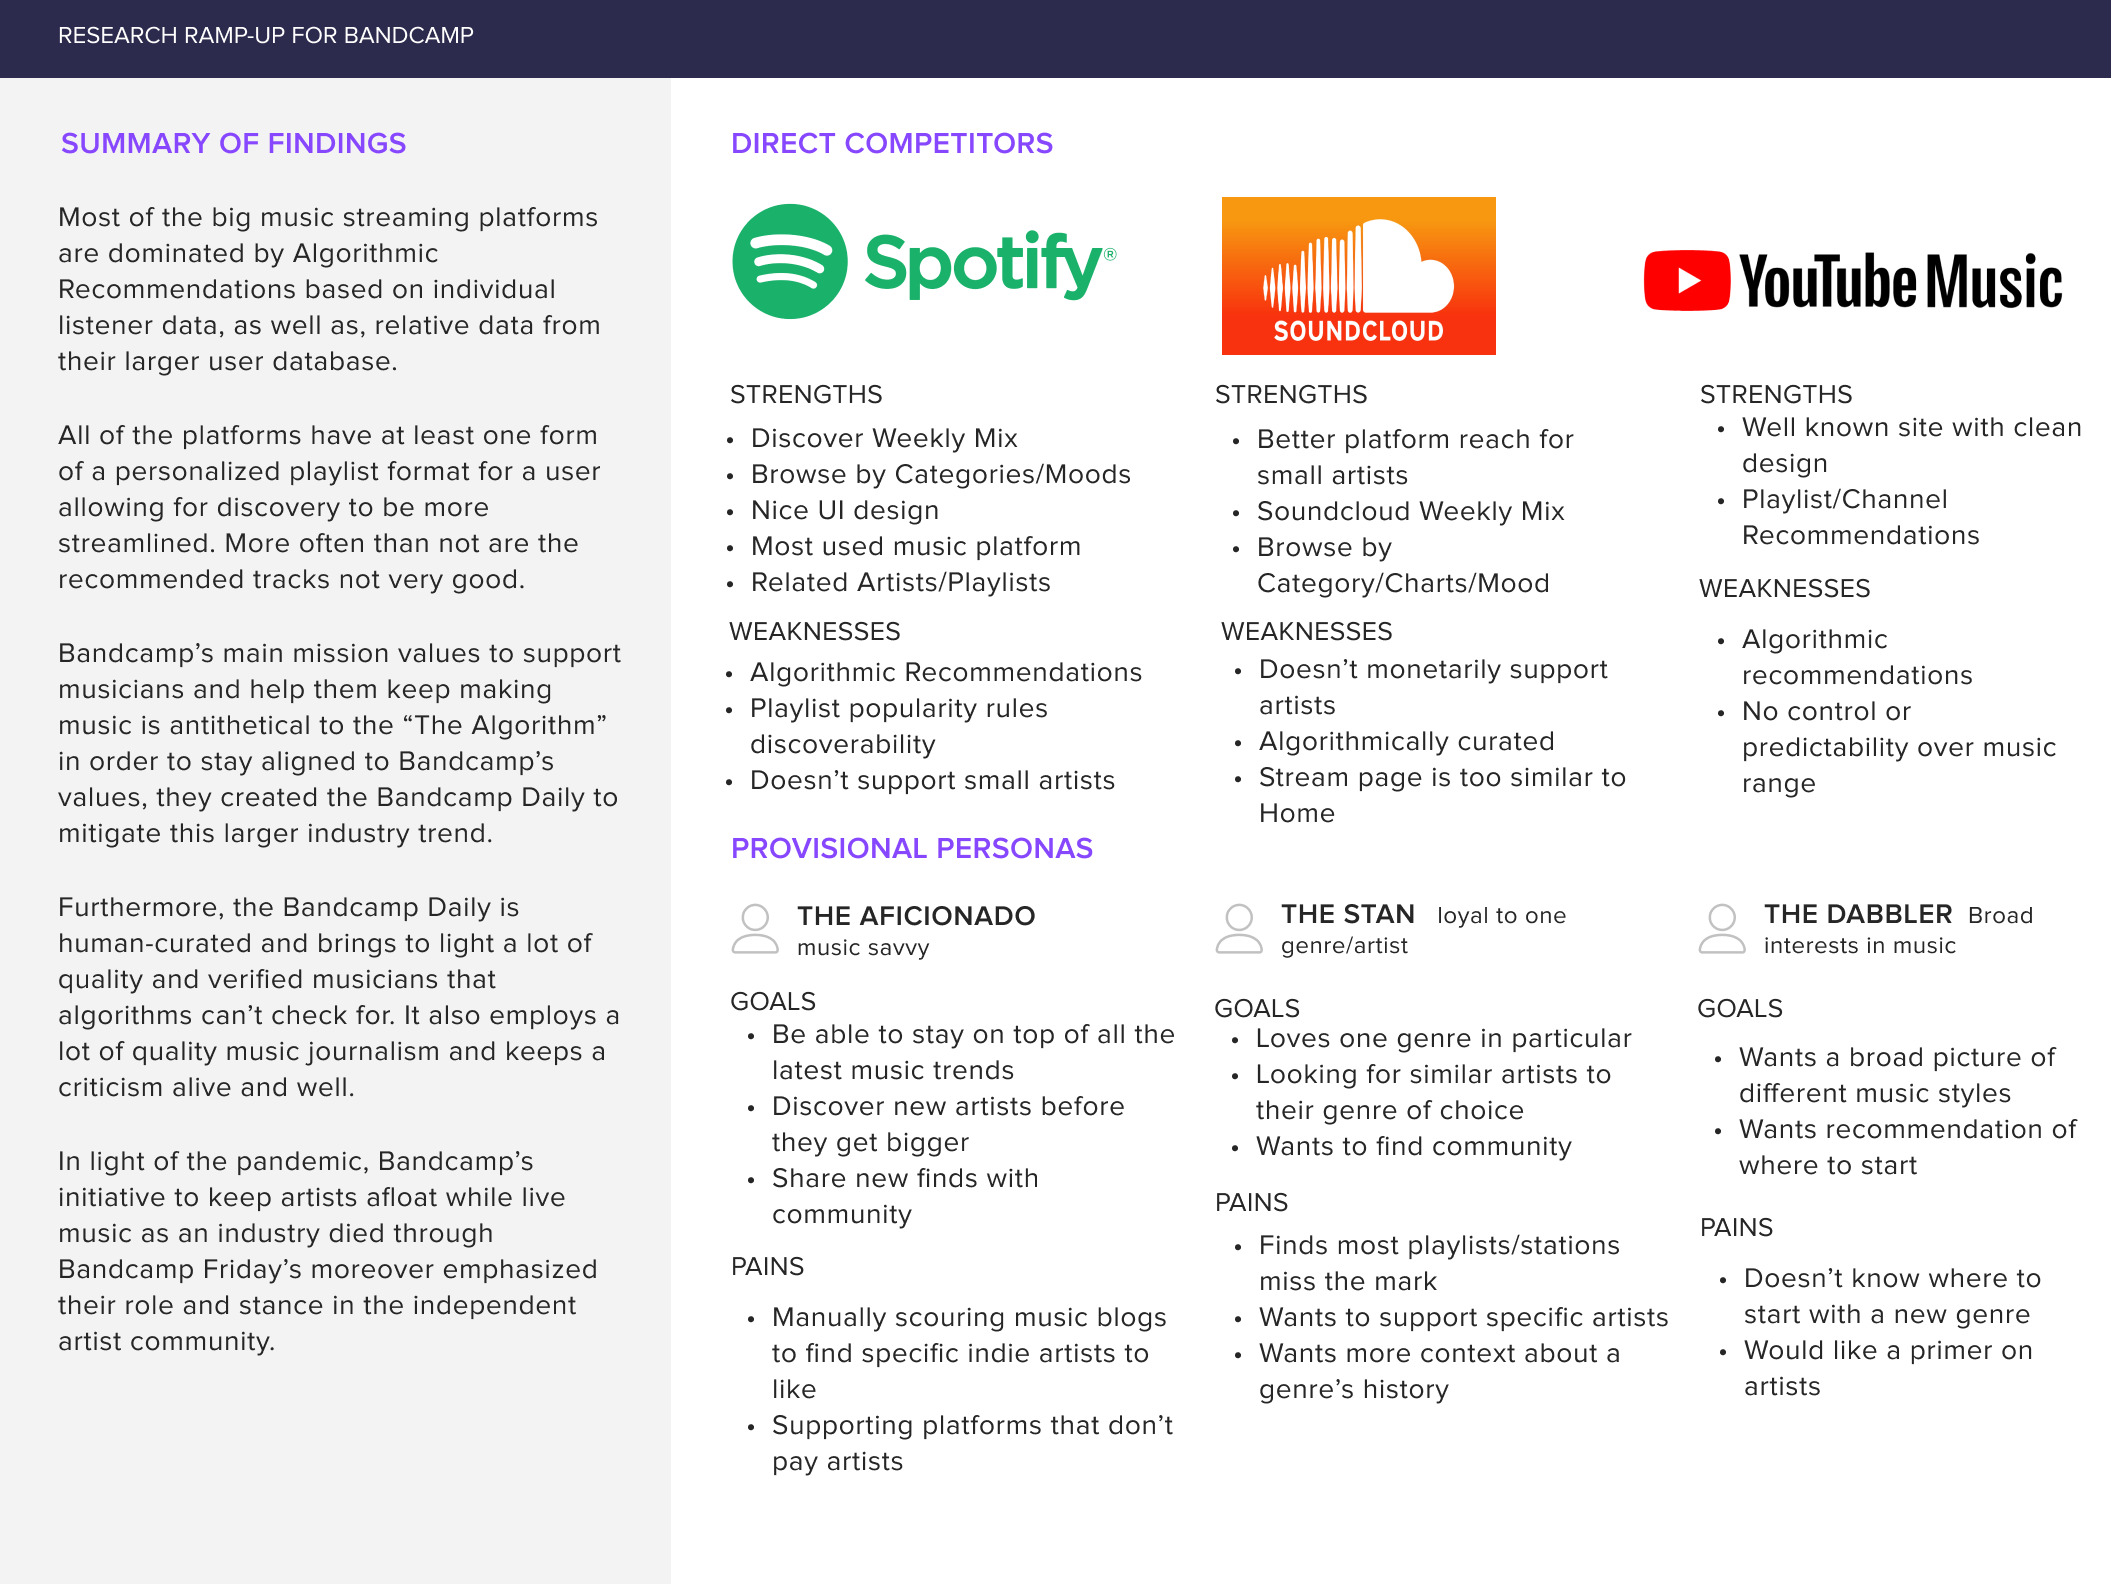 RESEARCH RAMP-UP FOR BANDCAMP
SUMMARY OF FINDINGS
Most of the big music streaming platforms
are dominated by Algorithmic
Recommendations based on individual
listener data, as well as, relative data from
their larger user database.
All of the platforms have at least one form
of a personalized playlist format for a user
allowing for discovery to be more
streamlined. More often than not are the
recommended tracks not very good.
Bandcamp’s main mission values to support
musicians and help them keep making
music is antithetical to the “The Algorithm”
in order to stay aligned to Bandcamp’s
values, they created the Bandcamp Daily to
mitigate this larger industry trend.
Furthermore, the Bandcamp Daily is
human-curated and brings to light a lot of
quality and verified musicians that
algorithms can’t check for. It also employs a
lot of quality music journalism and keeps a
criticism alive and well.
In light of the pandemic, Bandcamp’s
initiative to keep artists afloat while live
music as an industry died through
Bandcamp Friday’s moreover emphasized
their role and stance in the independent
artist community.
DIRECT COMPETITORS
Spotify®
STRENGTHS
• Discover Weekly Mix
• Browse by Categories/Moods
• Nice UI design
• Most used music platform
• Related Artists/Playlists
WEAKNESSES
• Algorithmic Recommendations
• Playlist popularity rules
discoverability
• Doesn’t support small artists
SOUNDCLOUD
STRENGTHS
• Better platform reach for
small artists
• Soundcloud Weekly Mix
• Browse by
Category/Charts/Mood
WEAKNESSES
• Doesn’t monetarily support
artists
• Algorithmically curated
• Stream page is too similar to
Home
YouTube Music
STRENGTHS
• Well known site with clean
design
• Playlist/Channel
Recommendations
WEAKNESSES
• Algorithmic
recommendations
• No control or
predictability over music
range
PROVISIONAL PERSONAS
THE AFICIONADO
music savvy
GOALS
• Be able to stay on top of all the
latest music trends
• Discover new artists before
they get bigger
• Share new finds with
community
PAINS
• Manually scouring music blogs
to find specific indie artists to
like
• Supporting platforms that don’t
pay artists
THE STAN loyal to one
genre/artist
GOALS
• Loves one genre in particular
• Looking for similar artists to
their genre of choice
• Wants to find community
PAINS
• Finds most playlists/stations
miss the mark
• Wants to support specific artists
• Wants more context about a
genre’s history
THE DABBLER Broad
interests in music
GOALS
• Wants a broad picture of
different music styles
• Wants recommendation of
where to start
PAINS
• Doesn’t know where to
start with a new genre
• Would like a primer on
artists